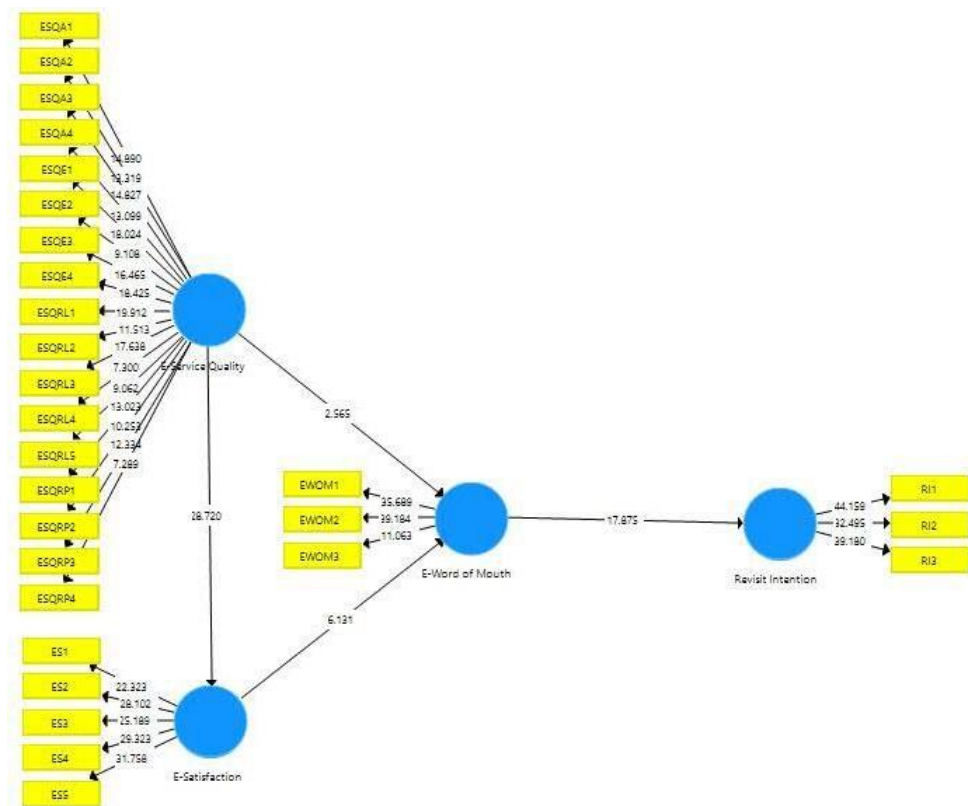 ESQA1
ESQA2
ESQA3
ESQA4
ESQE1
ESQE2
ESQE3
ESQE4
ESQRL1
ESQRL2
ESQRL3
ESQRL4
ESQRL5
ESQRP1
ESQRP2
ESQRP3
ESQRP4
14.890
13.319
14.827
13.099
18.024
9.108
16.465
18.425
19.912
11.513
17.638
7.300
9.062
13.023
10.253
12.334
7.289
E-Service Quality
2.565
28.720
EWOM1
EWOM2
EWOM3
35.689
39.184
11.063
E-Word of Mouth
17.875
Revisit Intention
44.159
32.495
39.180
RI1
RI2
RI3
6.131
ES1
ES2
ES3
ES4
ES5
22.323
28.102
25.189
29.323
31.758
E-Satisfaction